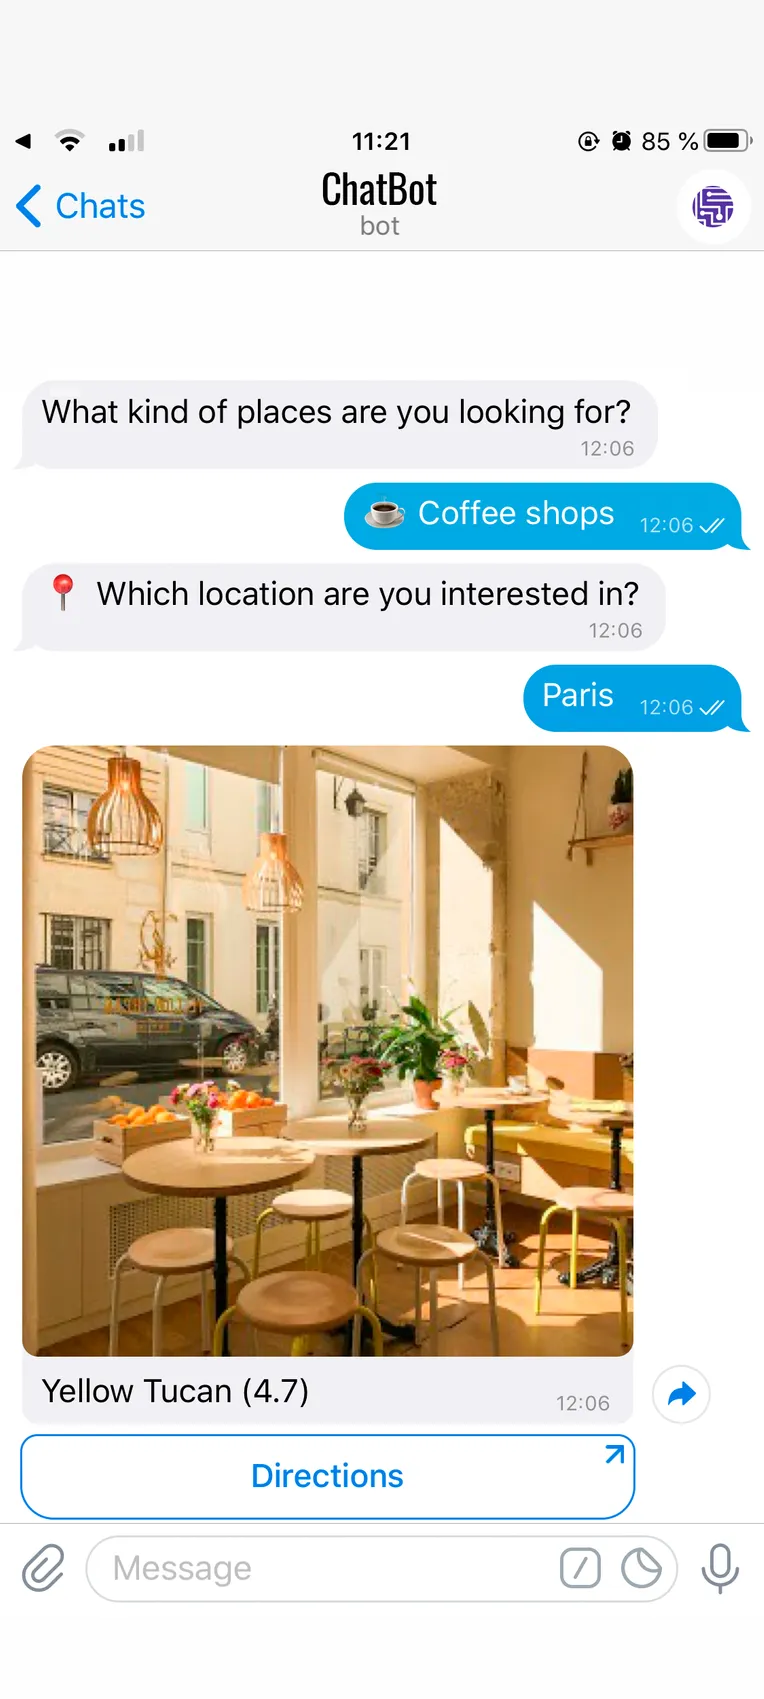 11:21
85 %
Chats
ChatBot
bot
What kind of places are you looking for?
12:06
☕ Coffee shops 12:06
📍 Which location are you interested in?
12:06
Paris 12:06
Yellow Tucan (4.7) 12:06
Directions
Message